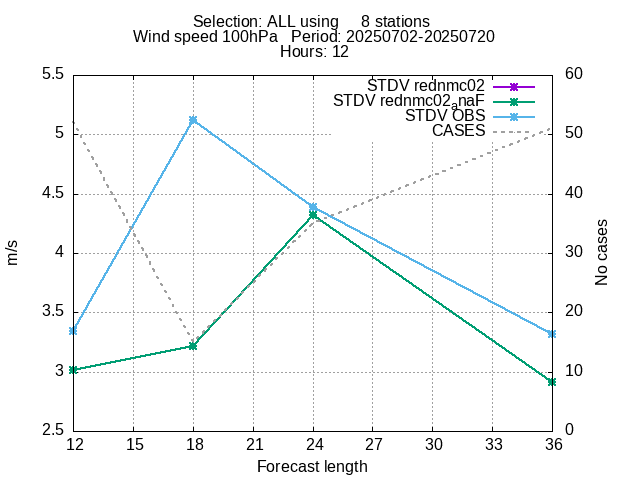 Selection: ALL using     8 stations
Wind speed 100hPa   Period: 20250702-20250720
Hours: 12
5.5
5
4.5
4
3.5
3
2.5
60
50
40
30
20
10
0
STDV rednmc02
STDV rednmc02anaF
STDV OBS
CASES
m/s
No cases
12 15 18 21 24 27 30 33 36
Forecast length